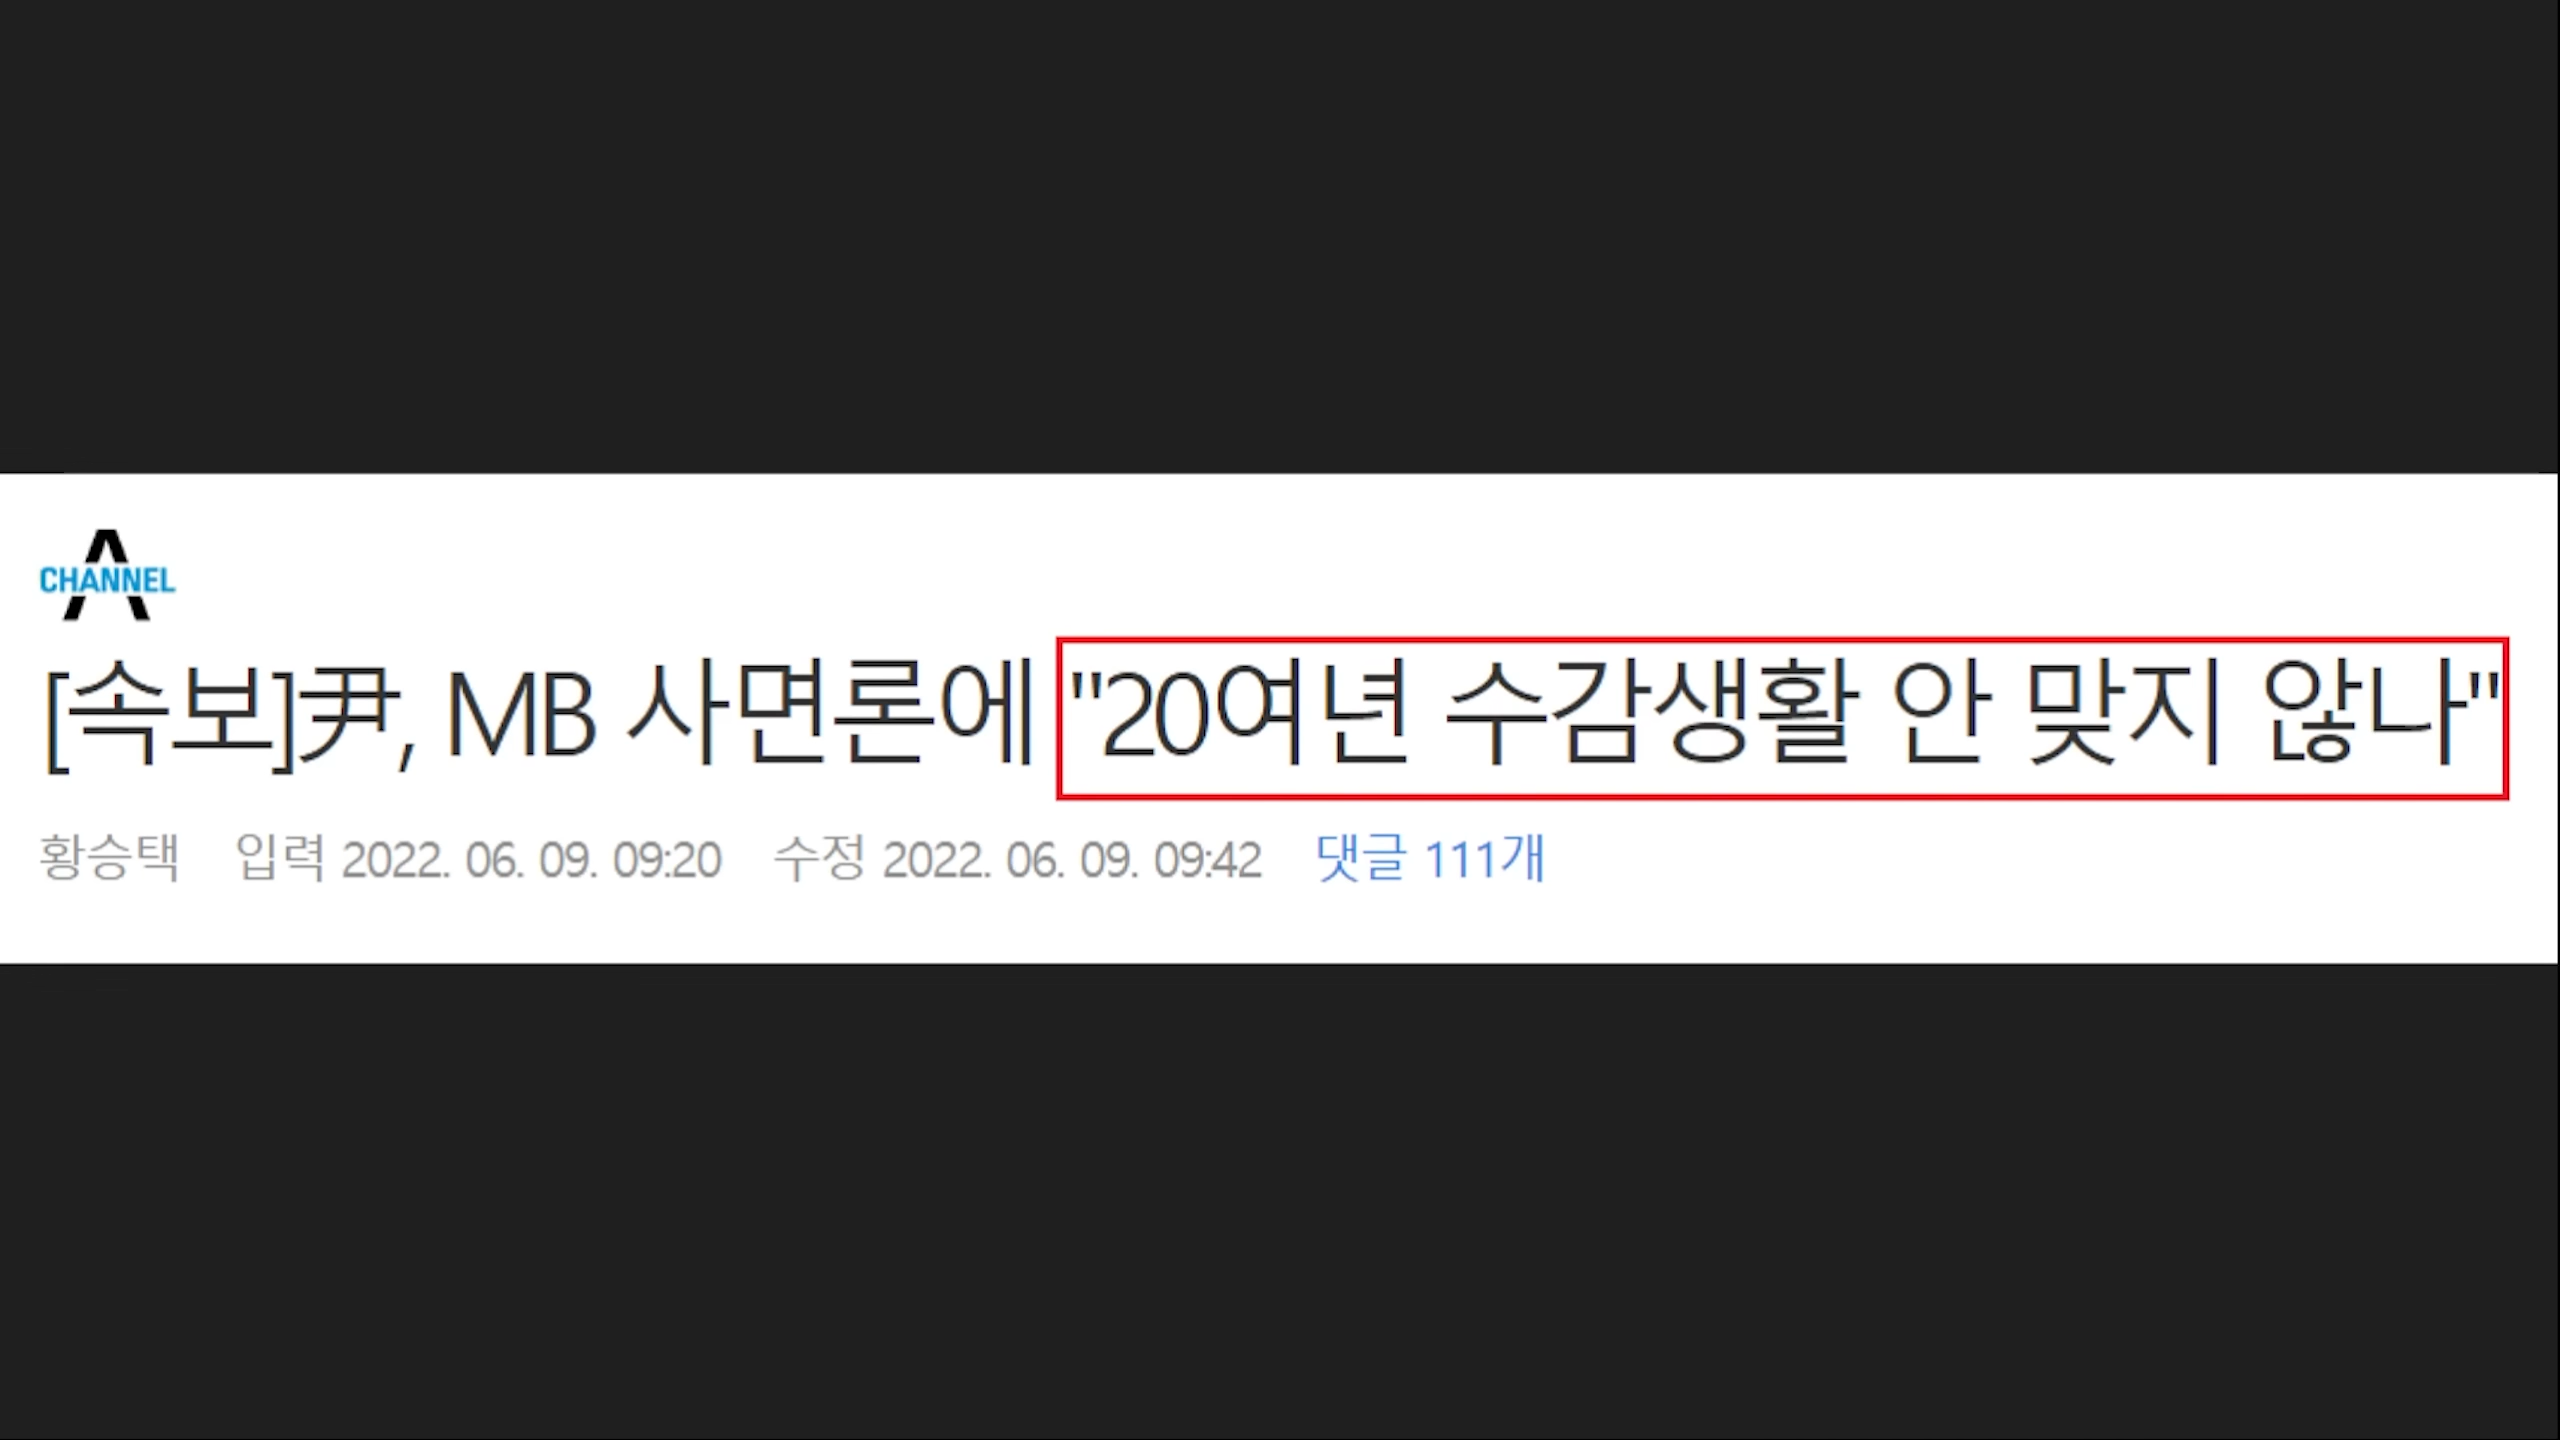 CHANNEL A
[속보]尹, MB 사면론에 "20여년 수감생활 안 맞지 않나"
황승택 입력 2022. 06. 09. 09:20 수정 2022. 06. 09. 09:42 댓글 111개